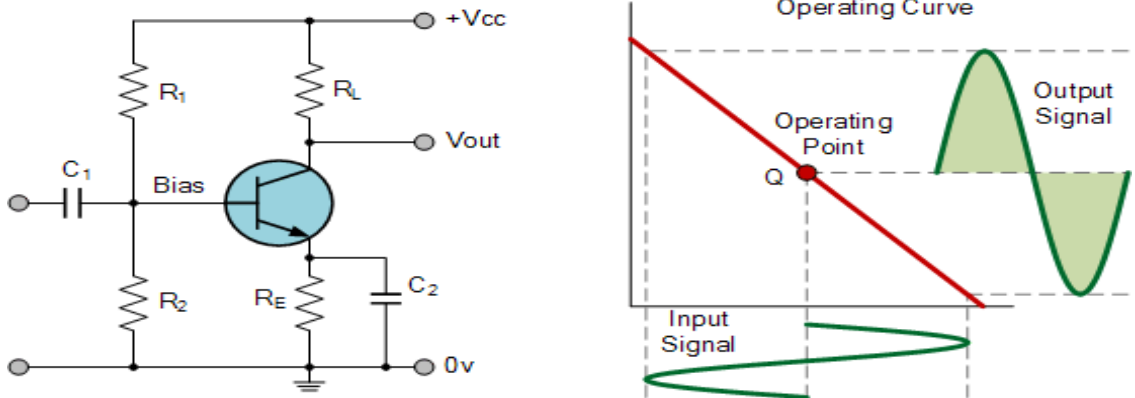 +Vcc
R1
RL
Vout
C1
Bias
R2
RE
C2
0v
Operating Curve
Output
Signal
Operating
Point
Q
Input
Signal